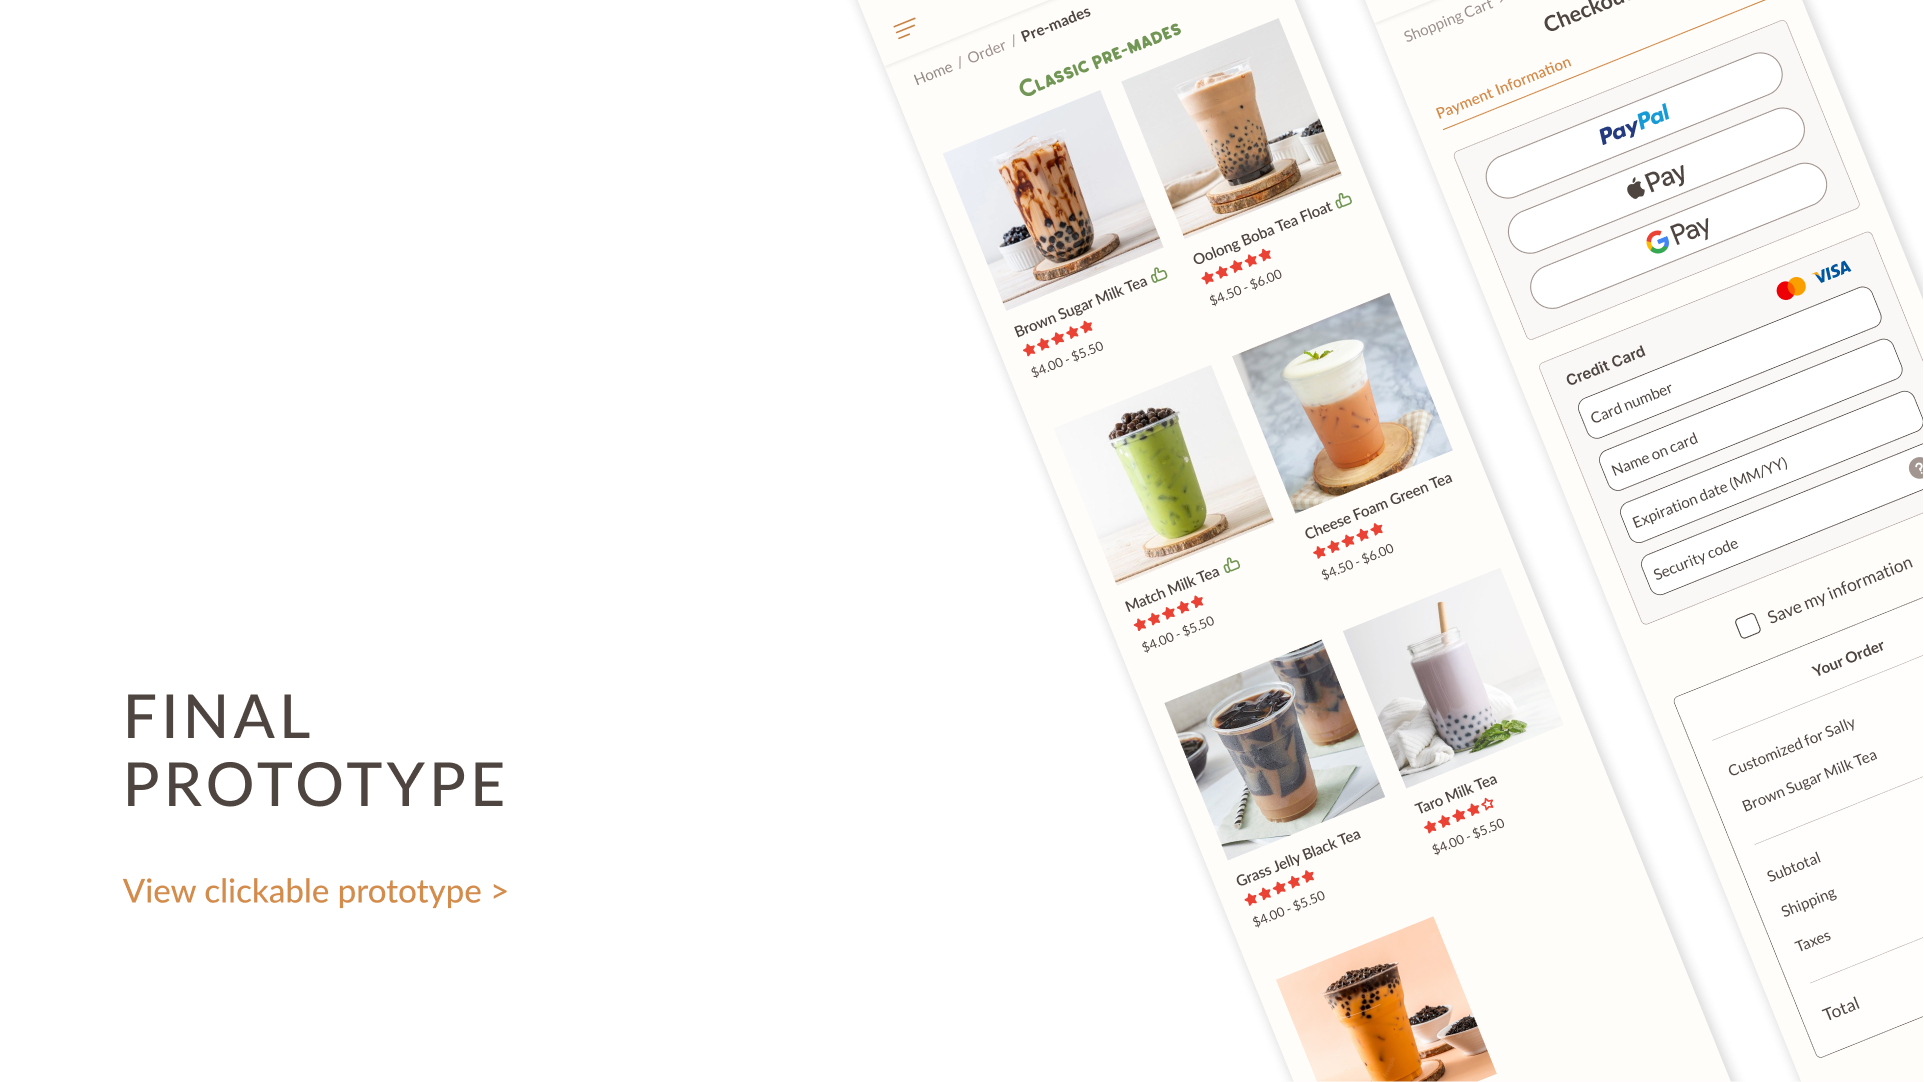 FINAL
PROTOTYPE
View clickable prototype >
Home / Order / Pre-mades
CLASSIC PRE-MADES
Brown Sugar Milk Tea
$4.00 - $5.50
Oolong Boba Tea Float
$4.50 - $6.00
Match Milk Tea
$4.00 - $5.50
Cheese Foam Green Tea
$4.50 - $6.00
Grass Jelly Black Tea
$4.00 - $5.50
Taro Milk Tea
$4.00 - $5.50
Shopping Cart
Payment Information
PayPal
Pay
G Pay
VISA
Credit Card
Card number
Name on card
Expiration date (MM/YY)
Security code
?
Save my information
Your Order
Customized for Sally
Brown Sugar Milk Tea
Subtotal
Shipping
Taxes
Total